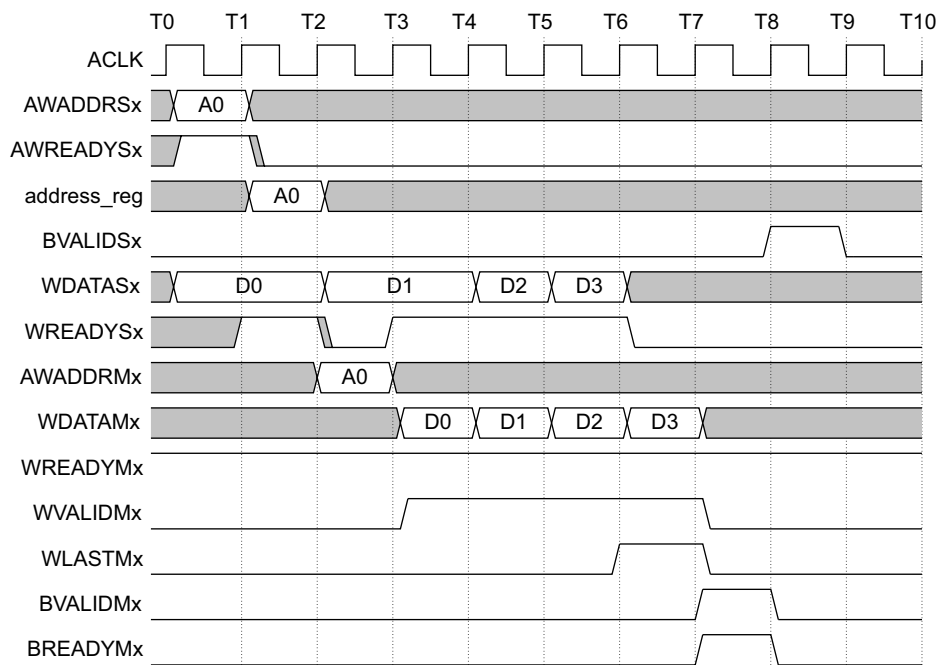 T0 T1 T2 T3 T4 T5 T6 T7 T8 T9 T10
ACLK
AWADDRSx A0
AWREADYSx
address_reg A0
BVALIDSx
WDATASx D0 D1 D2 D3
WREADYSx
AWADDRMx A0
WDATAMx D0 D1 D2 D3
WREADYMx
WVALIDMx
WLASTMx
BVALIDMx
BREADYMx